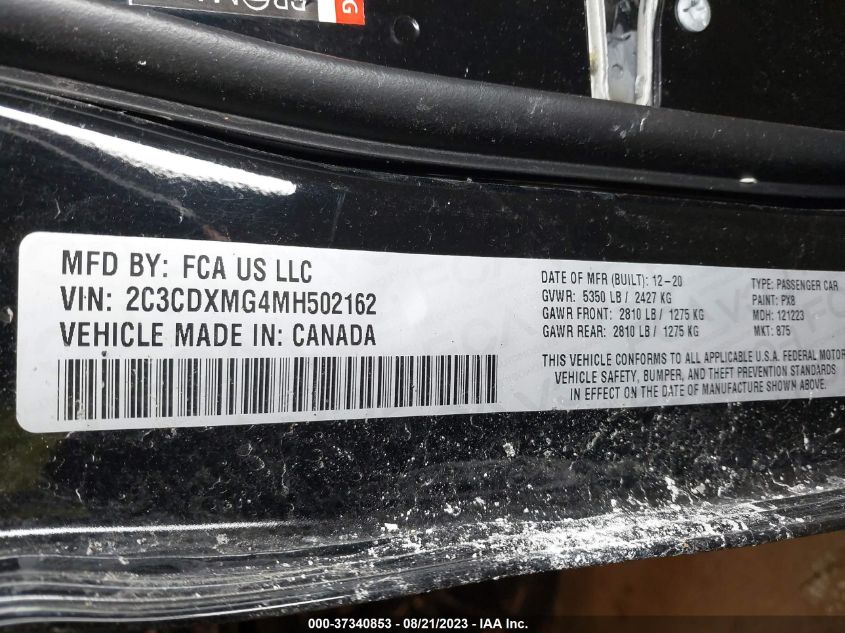 MFD BY: FCA US LLC
VIN: 2C3CDXMG4MH502162
VEHICLE MADE IN: CANADA
DATE OF MFR (BUILT): 12-20
GVWR: 5350 LB / 2427 KG
GAWR FRONT: 2810 LB / 1275 KG
GAWR REAR: 2810 LB / 1275 KG
TYPE: PASSENGER CAR
PAINT: PX8
MDH: 121223
MKT: 875
THIS VEHICLE CONFORMS TO ALL APPLICABLE U.S.A. FEDERAL MOTOR
VEHICLE SAFETY, BUMPER, AND THEFT PREVENTION STANDARDS
IN EFFECT ON THE DATE OF MANUFACTURE SHOWN ABOVE.
000-37340853 - 08/21/2023 - IAA, Inc.